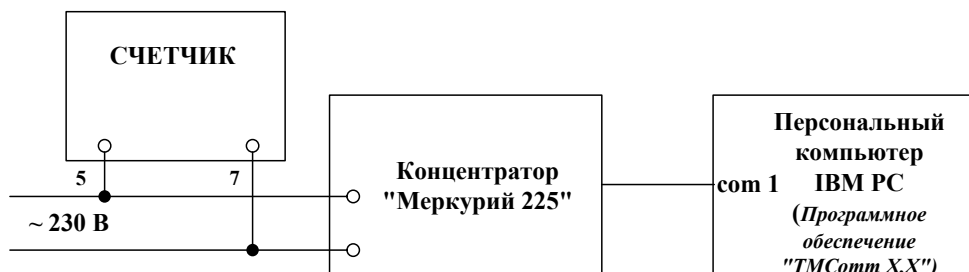 СЧЕТЧИК
5
7
~ 230 В
Концентратор
"Меркурий 225"
com 1
Персональный
компьютер
IBM PC
(Программное
обеспечение
"TMComm X.X")